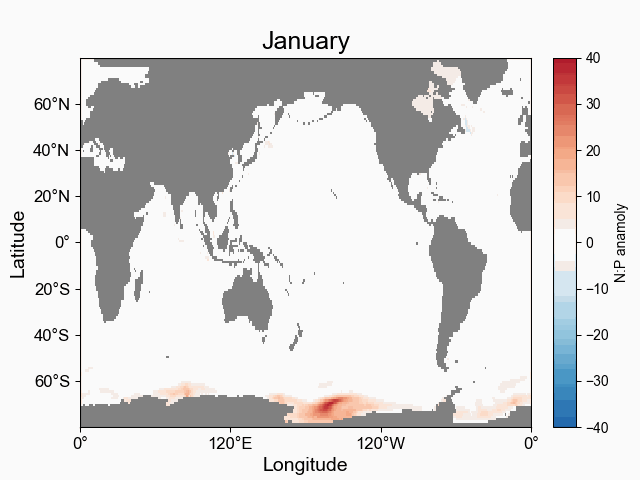 January
60°N
40°N
20°N
0°
20°S
40°S
60°S
Latitude
0°
120°E
120°W
0°
Longitude
40
30
20
10
0
−10
−20
−30
−40
N:P anamoly